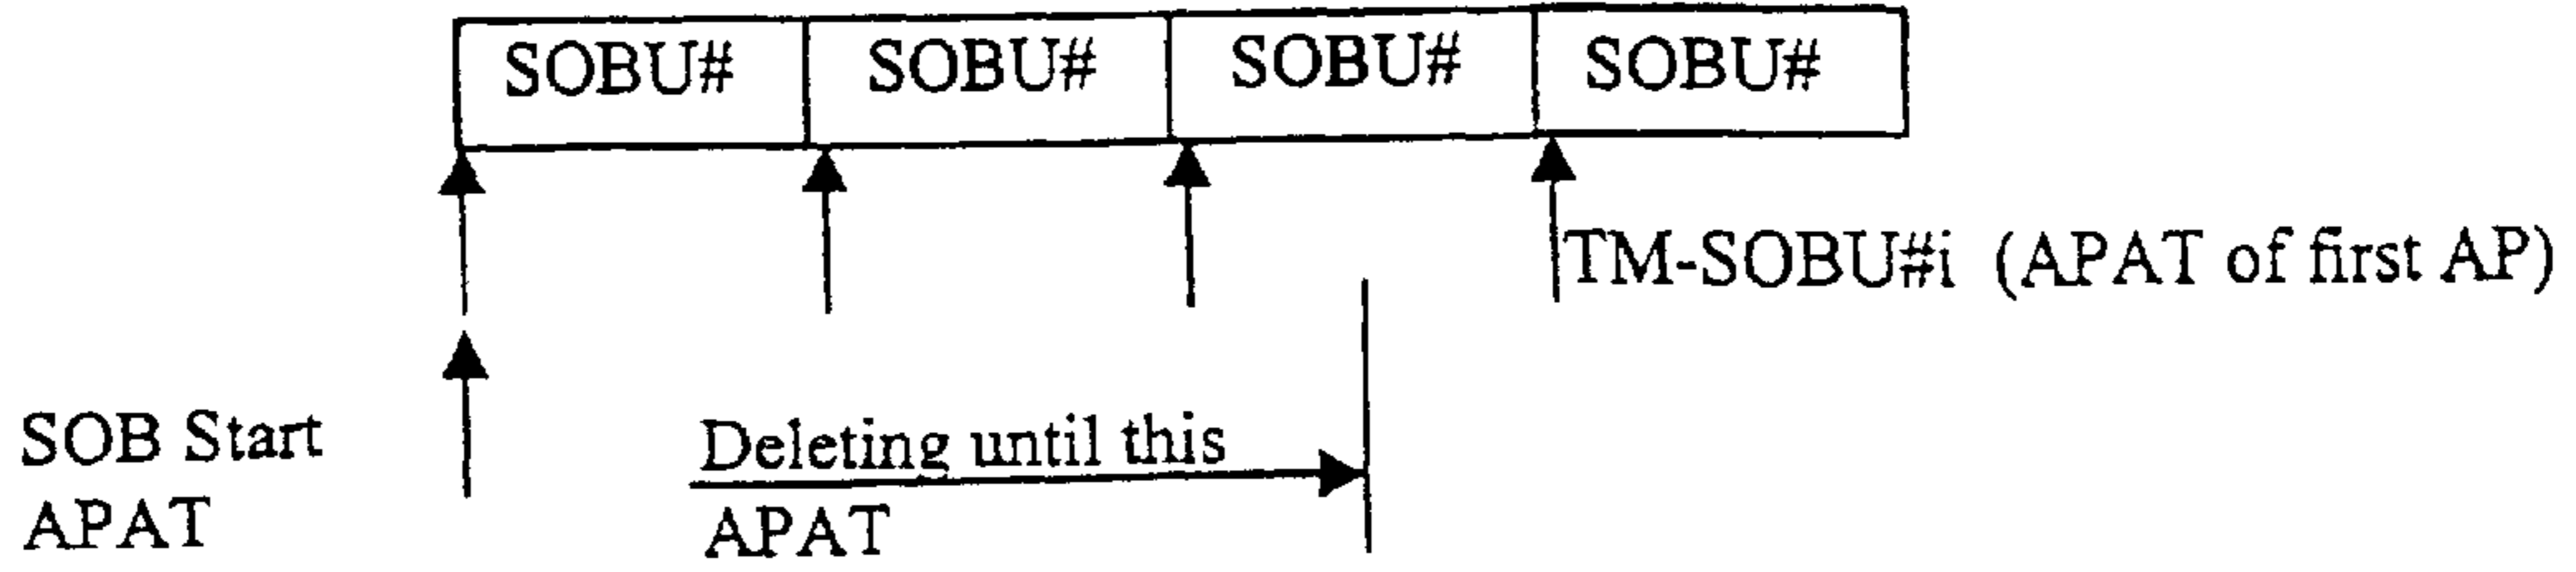 SOBU# SOBU# SOBU# SOBU#
TM-SOBU#i (APAT of first AP)
SOB Start
APAT
Deleting until this
APAT